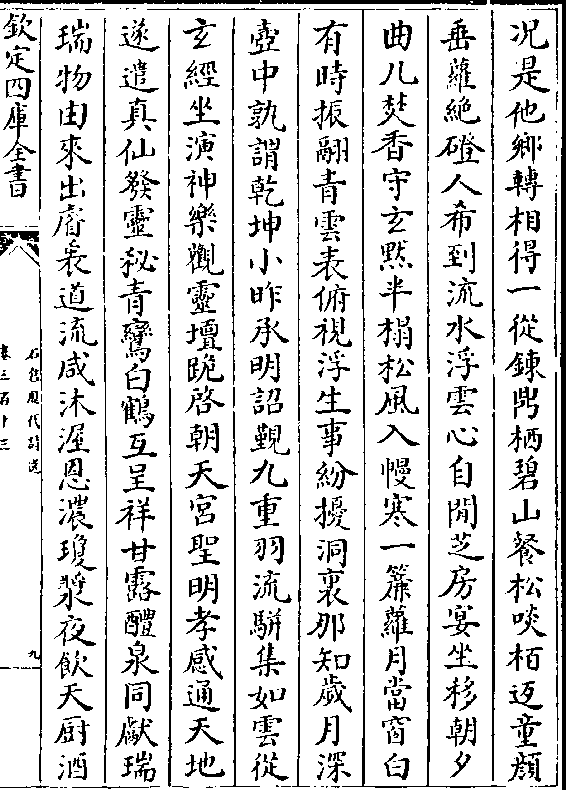 况是他鄉轉相得一從鍊𫑮栖碧山餐松啖栢迈童顔
垂蘿絶磴人希到流水浮雲心自閒芝房宴坐移朝夕
曲几焚香守玄黙半榻松風入幔寒一簾蘿月當窗白
有時振翮青雲表俯視浮生事紛擾洞裏那知歳月深
壺中孰謂乾坤小昨承明詔覲九重羽流駢集如雲從
玄經坐演神樂觀靈壇跪啓朝天宮聖明孝感通天地
遂遣真仙發靈秘青鸞白鶴互呈祥甘露醴泉同獻瑞
瑞物由來出眷衷道流咸沐渥恩濃瓊漿夜飲天厨酒
欽定四庫全書
石倉歷代詩選
卷三百十三
九